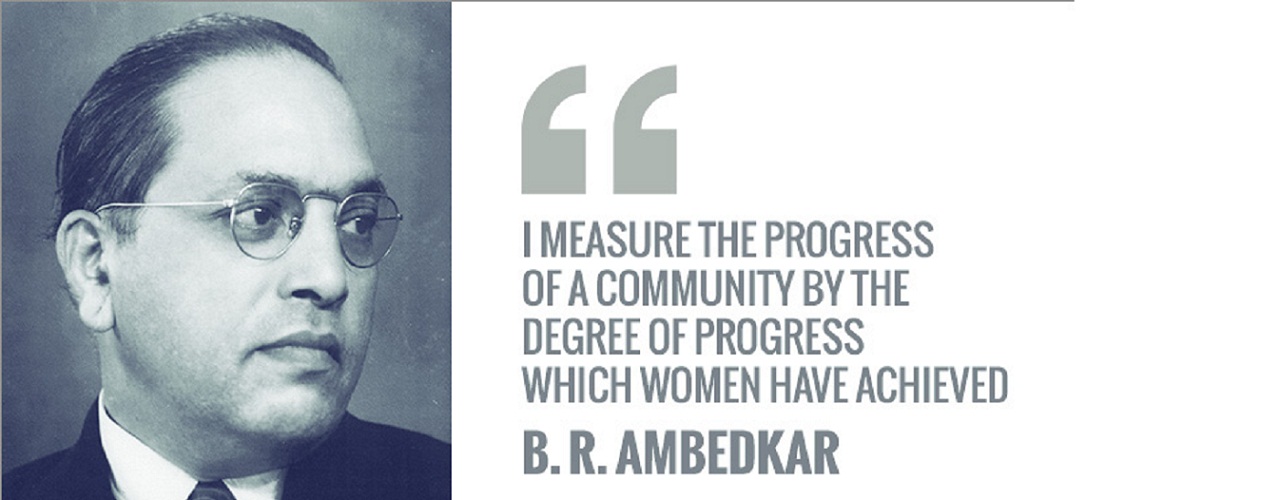 “
I MEASURE THE PROGRESS
OF A COMMUNITY BY THE
DEGREE OF PROGRESS
WHICH WOMEN HAVE ACHIEVED
B. R. AMBEDKAR